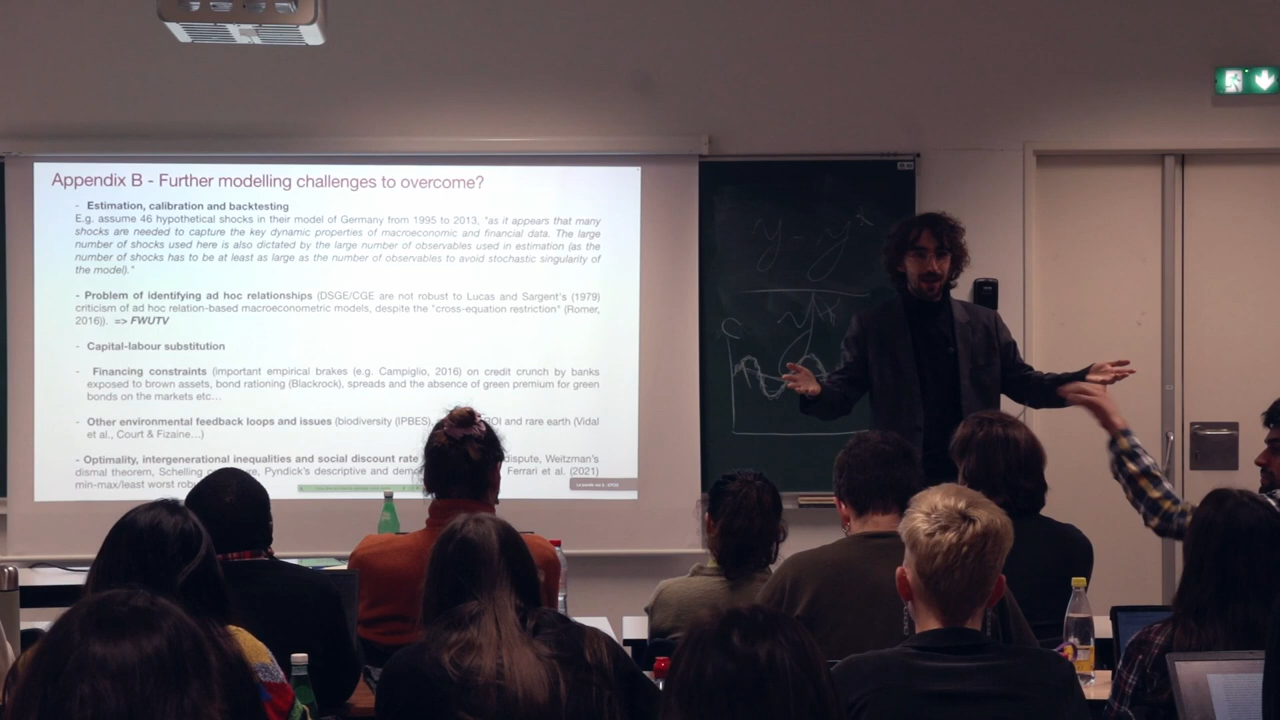 Appendix B - Further modelling challenges to overcome?
- Estimation, calibration and backtesting
E.g. assume 46 hypothetical shocks in their model of Germany from 1995 to 2013, "as it appears that many
shocks are needed to capture the key dynamic properties of macroeconomic and financial data. The large
number of shocks used here is also dictated by the large number of observables used in estimation (as the
number of shocks has to be at least as large as the number of observables to avoid stochastic singularity of
the model)."
- Problem of identifying ad hoc relationships (DSGE/CGE are not robust to Lucas and Sargent's (1979)
criticism of ad hoc relation-based macroeconometric models, despite the "cross-equation restriction" (Romer,
2016)). => FWUTV
- Capital-labour substitution
- Financing constraints (important empirical brakes (e.g. Campiglio, 2016) on credit crunch by banks
exposed to brown assets, bond rationing (Blackrock), spreads and the absence of green premium for green
bonds on the markets etc...
- Other environmental feedback loops and issues (biodiversity (IPBES), OI and rare earth (Vidal
et al., Court & Fizaine...)
- Optimality, intergenerational inequalities and social discount rate dispute, Weitzman's
dismal theorem, Schelling Pyndick's descriptive and Ferrari et al. (2021)
min-max/least worst
y - y*